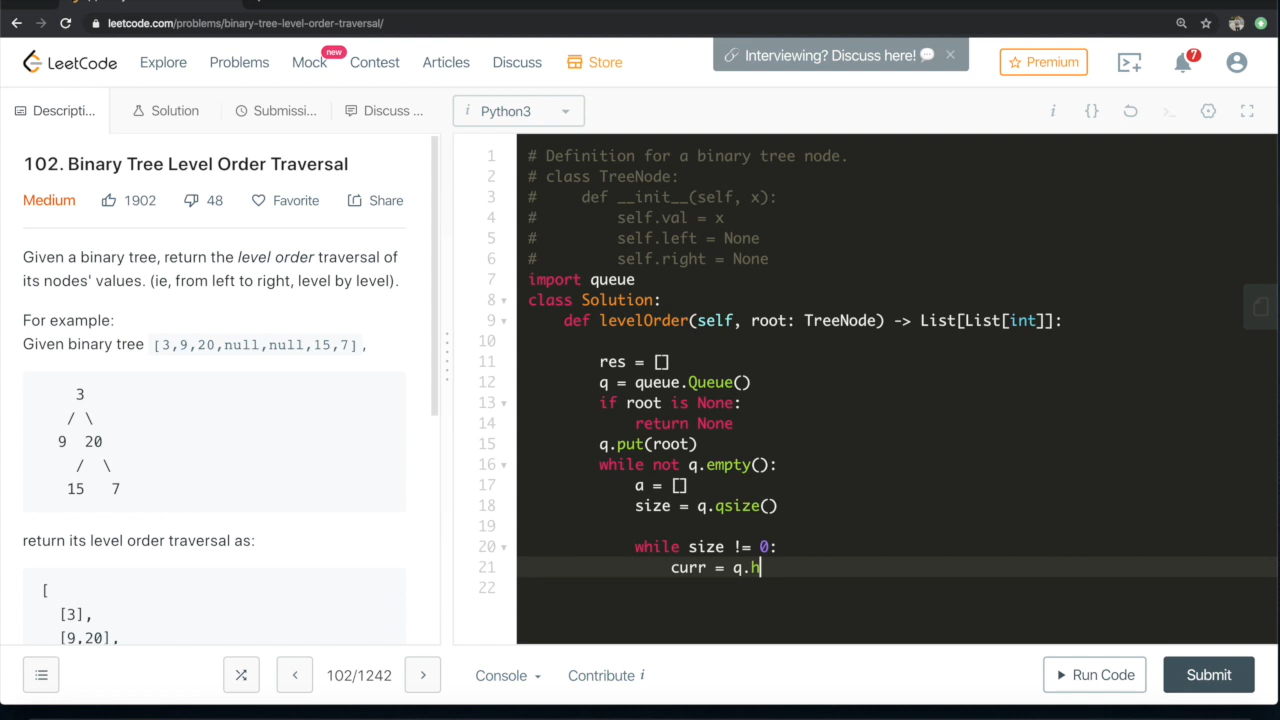 leetcode.com/problems/binary-tree-level-order-traversal/
LeetCode Explore Problems Mock new Contest Articles Discuss Store Interviewing? Discuss here! Premium 7
Descripti... Solution Submissi... Discuss ... i Python3
102. Binary Tree Level Order Traversal
Medium 1902 48 Favorite Share
Given a binary tree, return the level order traversal of
its nodes' values. (ie, from left to right, level by level).
For example:
Given binary tree [3,9,20,null,null,15,7],
3
/ \
9 20
/ \
15 7
return its level order traversal as:
[
[3],
[9,20],
1 # Definition for a binary tree node.
2 # class TreeNode:
3 #     def __init__(self, x):
4 #         self.val = x
5 #         self.left = None
6 #         self.right = None
7 import queue
8 class Solution:
9     def levelOrder(self, root: TreeNode) -> List[List[int]]:
10
11         res = []
12         q = queue.Queue()
13         if root is None:
14             return None
15         q.put(root)
16         while not q.empty():
17             a = []
18             size = q.qsize()
19
20             while size != 0:
21                 curr = q.h
22
102/1242 Console Contribute i Run Code Submit